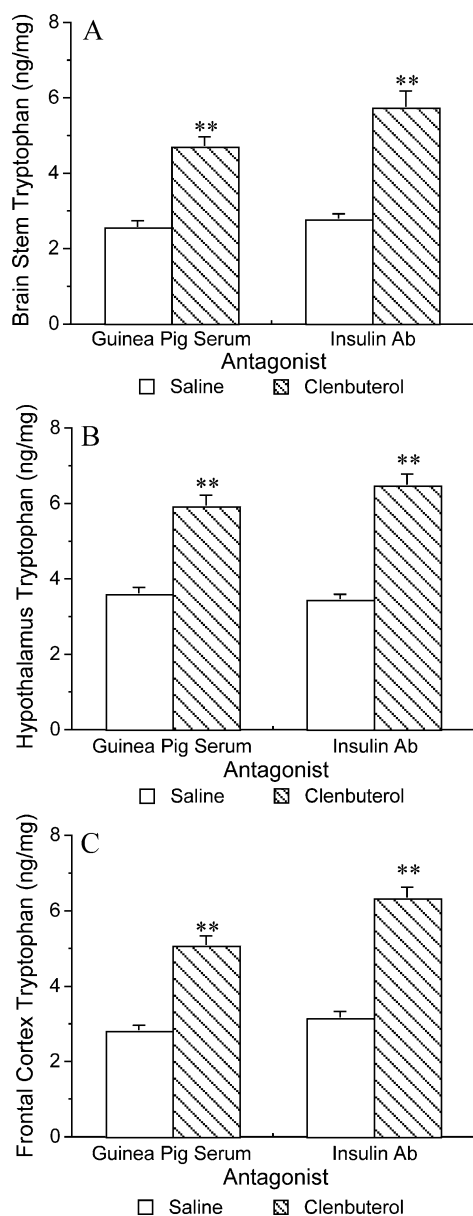 A
Brain Stem Tryptophan (ng/mg)
8
6
4
2
0
**
**
Guinea Pig Serum
Insulin Ab
Antagonist
Saline
Clenbuterol
B
Hypothalamus Tryptophan (ng/mg)
8
6
4
2
0
**
**
Guinea Pig Serum
Insulin Ab
Antagonist
Saline
Clenbuterol
C
Frontal Cortex Tryptophan (ng/mg)
8
6
4
2
0
**
**
Guinea Pig Serum
Insulin Ab
Antagonist
Saline
Clenbuterol